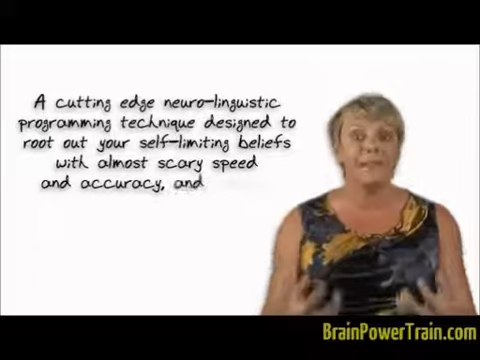 A cutting edge neuro-linguistic
programming technique designed to
root out your self-limiting beliefs
with almost scary speed
and accuracy, and
BrainPowerTrain.com